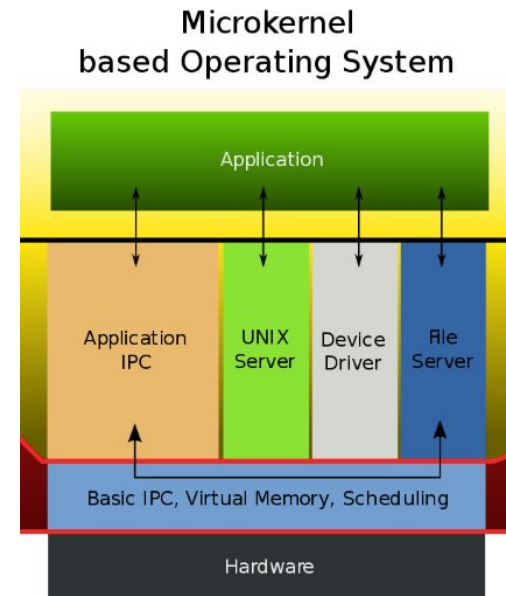 Microkernel
based Operating System
Application
Application
IPC
UNIX
Server
Device
Driver
File
Server
Basic IPC, Virtual Memory, Scheduling
Hardware